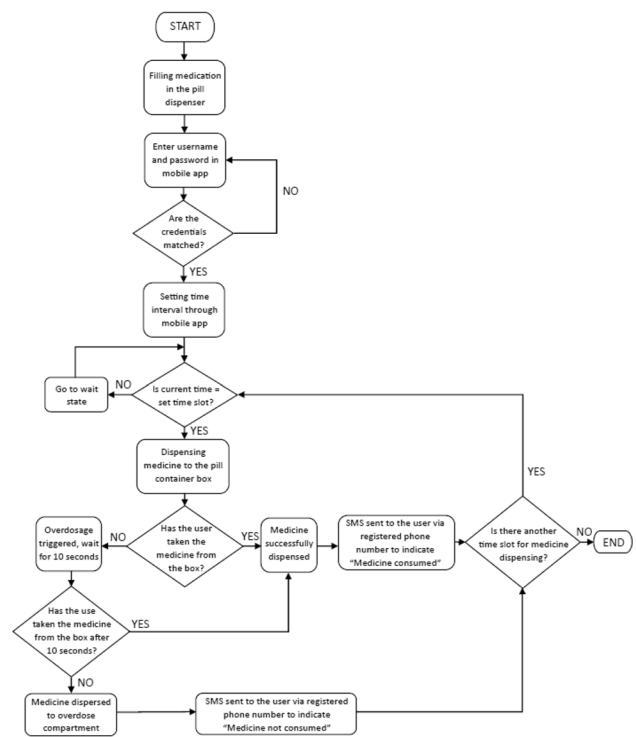 START
Filling medication
in the pill
dispenser
Enter username
and password in
mobile app
NO
Are the
credentials
matched?
YES
Setting time
interval through
mobile app
Go to wait
state
NO
Is current time =
set time slot?
YES
Dispensing
medicine to the pill
container box
YES
Overdosage
triggered, wait
for 10 seconds
NO
Has the user
taken the
medicine from
the box?
YES
Medicine
successfully
dispensed
SMS sent to the user via
registered phone
number to indicate
“Medicine consumed”
Is there another
time slot for medicine
dispensing?
NO
END
Has the use
taken the medicine
from the box after
10 seconds?
YES
NO
Medicine dispersed
to overdose
compartment
SMS sent to the user via registered
phone number to indicate
“Medicine not consumed”